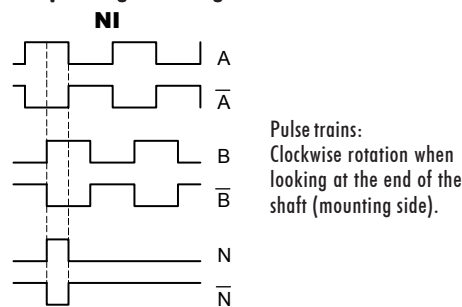 NI
A
A̅
B
B̅
N
N̅
Pulse trains:
Clockwise rotation when
looking at the end of the
shaft (mounting side).